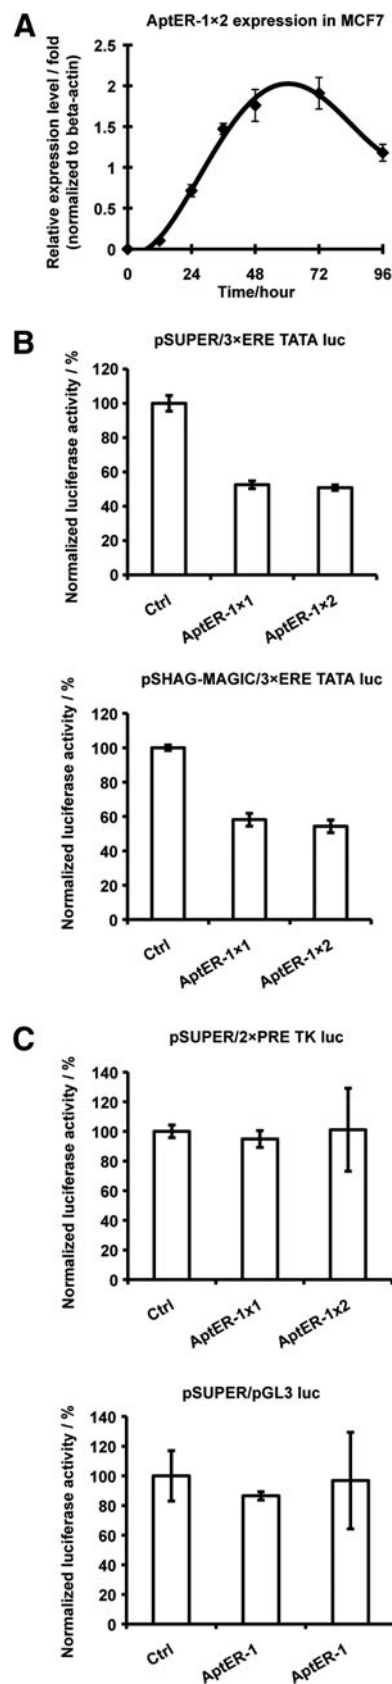 A
AptER-1×2 expression in MCF7
Relative expression level / fold
(normalized to beta-actin)
2.5
2
1.5
1
0.5
0
0 24 48 72 96
Time/hour
B
pSUPER/3×ERE TATA luc
Normalized luciferase activity / %
120
100
80
60
40
20
0
Ctrl AptER-1×1 AptER-1×2
pSHAG-MAGIC/3×ERE TATA luc
Normalized luciferase activity / %
120
100
80
60
40
20
0
Ctrl AptER-1×1 AptER-1×2
C
pSUPER/2×PRE TK luc
Normalized luciferase activity / %
140
120
100
80
60
40
20
0
Ctrl AptER-1x1 AptER-1x2
pSUPER/pGL3 luc
Normalized luciferase activity / %
140
120
100
80
60
40
20
0
Ctrl AptER-1 AptER-1